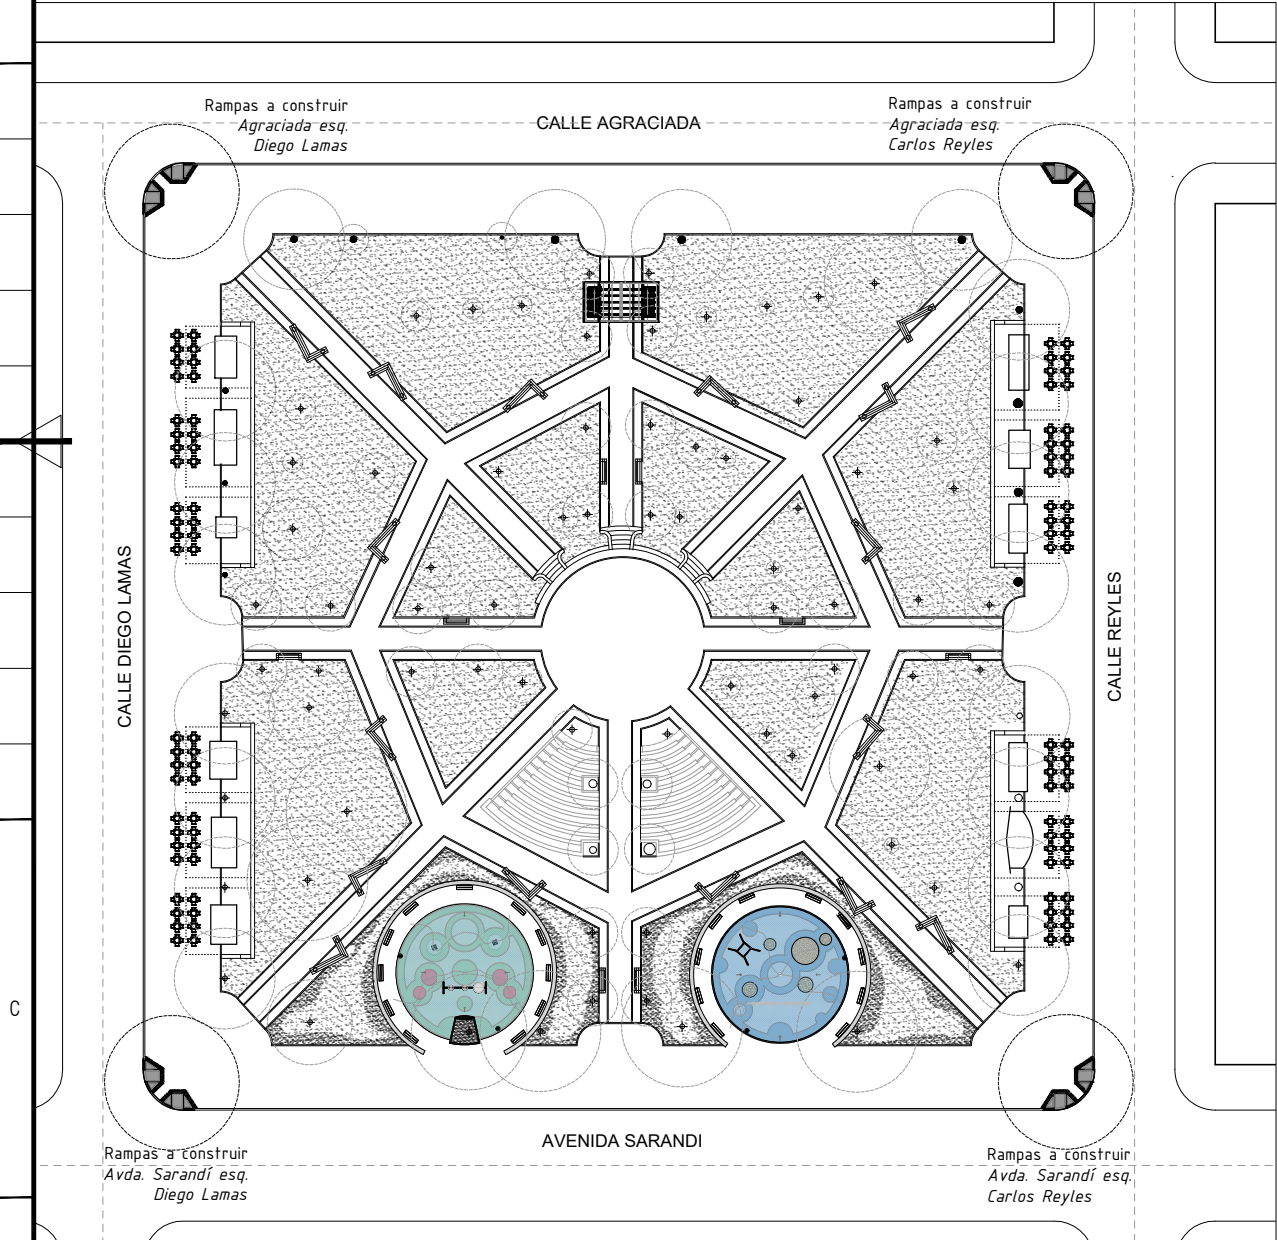 Rampas a construir
Agraciada esq.
Diego Lamas
CALLE AGRACIADA
Rampas a construir
Agraciada esq.
Carlos Reyles
CALLE DIEGO LAMAS
CALLE REYLES
C
AVENIDA SARANDI
Rampas a construir
Avda. Sarandí esq.
Diego Lamas
Rampas a construir
Avda. Sarandí esq.
Carlos Reyles